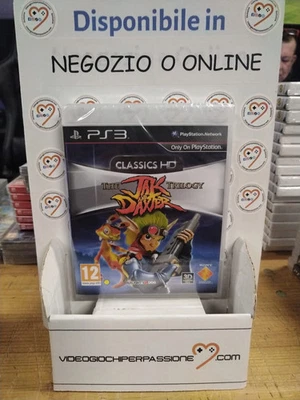 Disponibile in
NEGOZIO O ONLINE
PS3
PlayStation Network
Only On PlayStation.
CLASSICS HD
THE JAK AND DAXTER TRILOGY
12
3D
VIDEOGIOCHIPERPASSIONE.COM